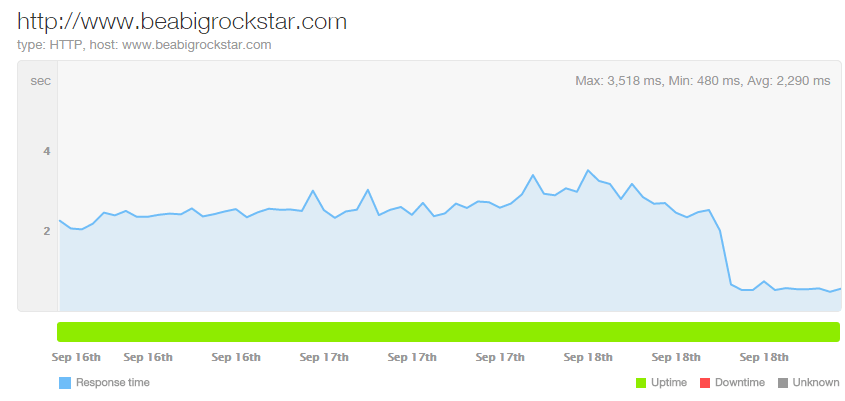 http://www.beabigrockstar.com
type: HTTP, host: www.beabigrockstar.com
sec
Max: 3,518 ms, Min: 480 ms, Avg: 2,290 ms
4
2
Sep 16th Sep 16th Sep 16th Sep 17th Sep 17th Sep 17th Sep 18th Sep 18th Sep 18th
Response time
Uptime Downtime Unknown